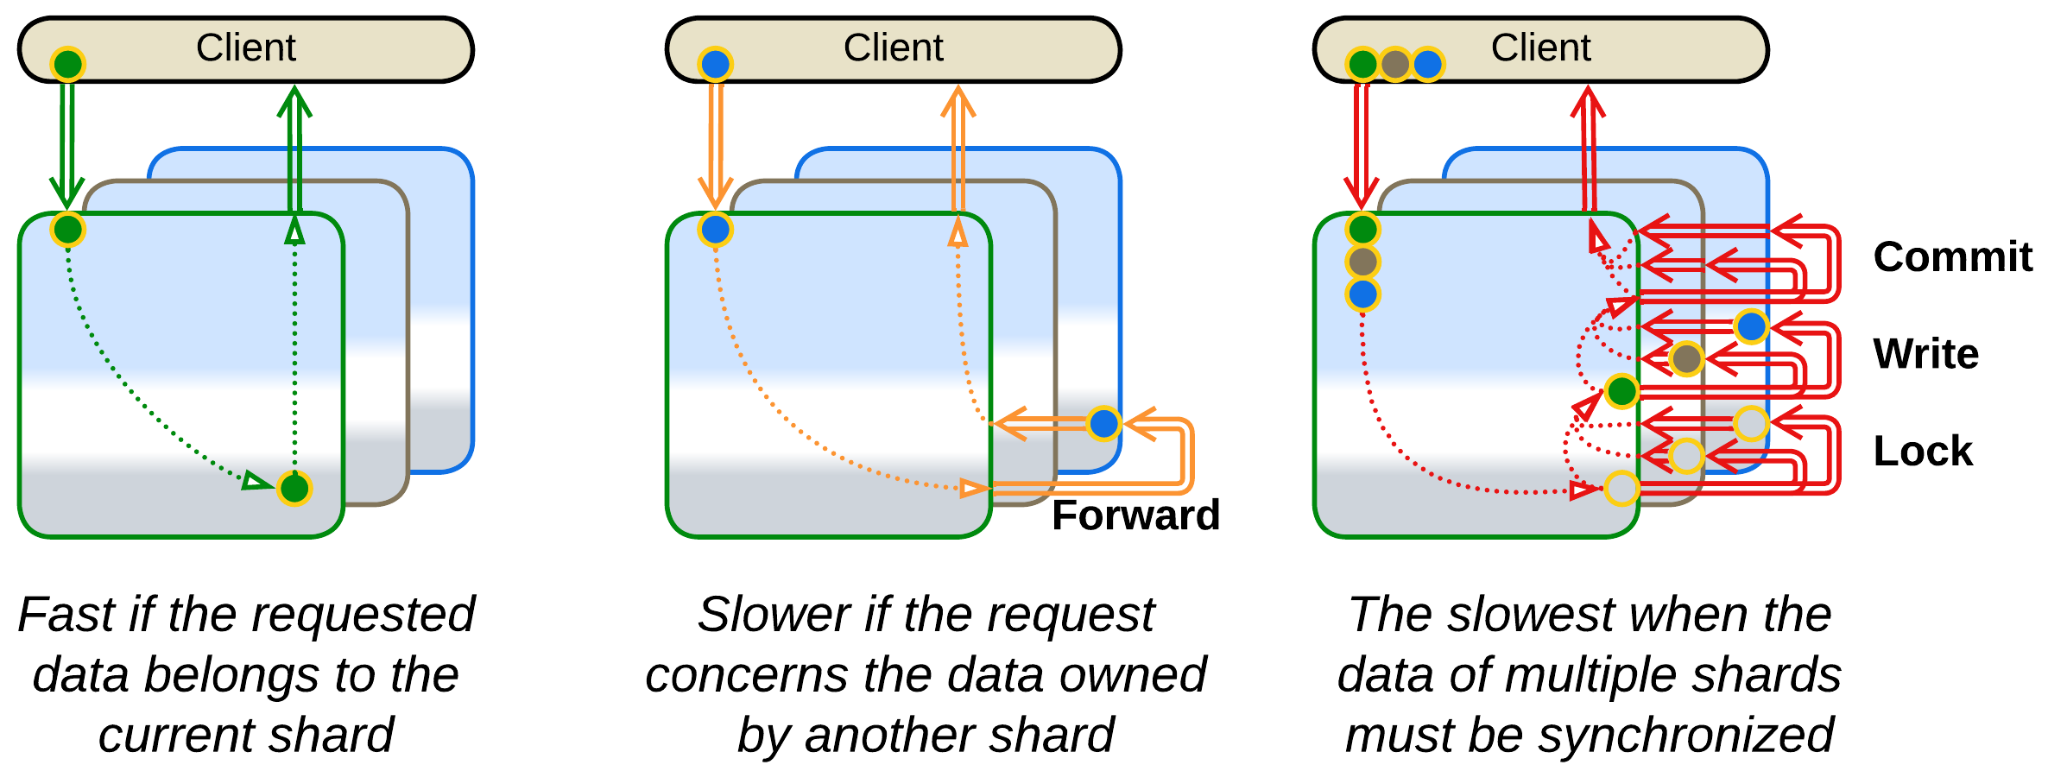 Client
Client
Client
Commit
Write
Lock
Forward
Fast if the requested
data belongs to the
current shard
Slower if the request
concerns the data owned
by another shard
The slowest when the
data of multiple shards
must be synchronized